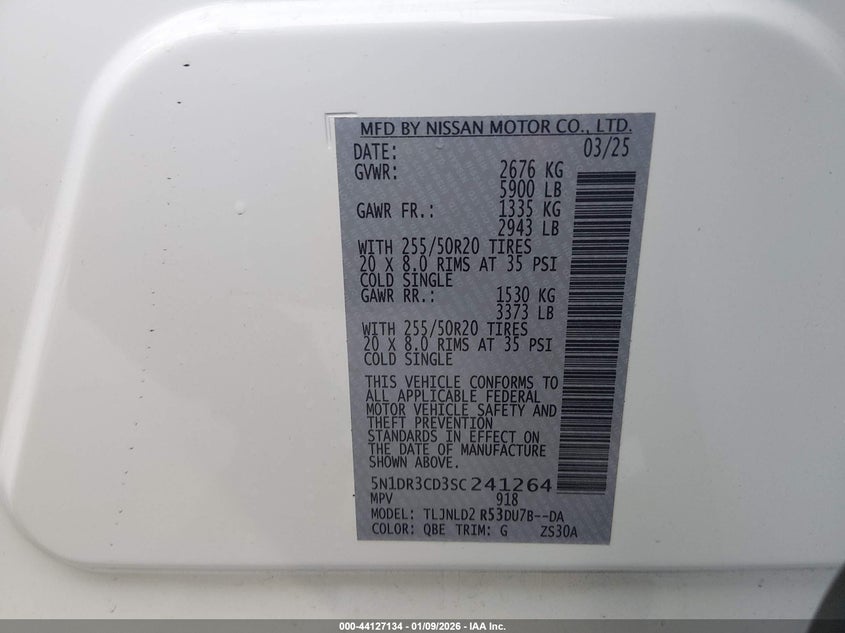 MFD BY NISSAN MOTOR CO., LTD.
DATE: 03/25
GVWR: 2676 KG
5900 LB
GAWR FR.: 1335 KG
2943 LB
WITH 255/50R20 TIRES
20 X 8.0 RIMS AT 35 PSI
COLD SINGLE
GAWR RR.: 1530 KG
3373 LB
WITH 255/50R20 TIRES
20 X 8.0 RIMS AT 35 PSI
COLD SINGLE
THIS VEHICLE CONFORMS TO
ALL APPLICABLE FEDERAL
MOTOR VEHICLE SAFETY AND
THEFT PREVENTION
STANDARDS IN EFFECT ON
THE DATE OF MANUFACTURE
SHOWN ABOVE.
5N1DR3CD3SC241264
MPV 918
MODEL: TLJNLD2 R53DU7B--DA
COLOR: QBE TRIM: G ZS30A
000-44127134 - 01/09/2026 - IAA Inc.